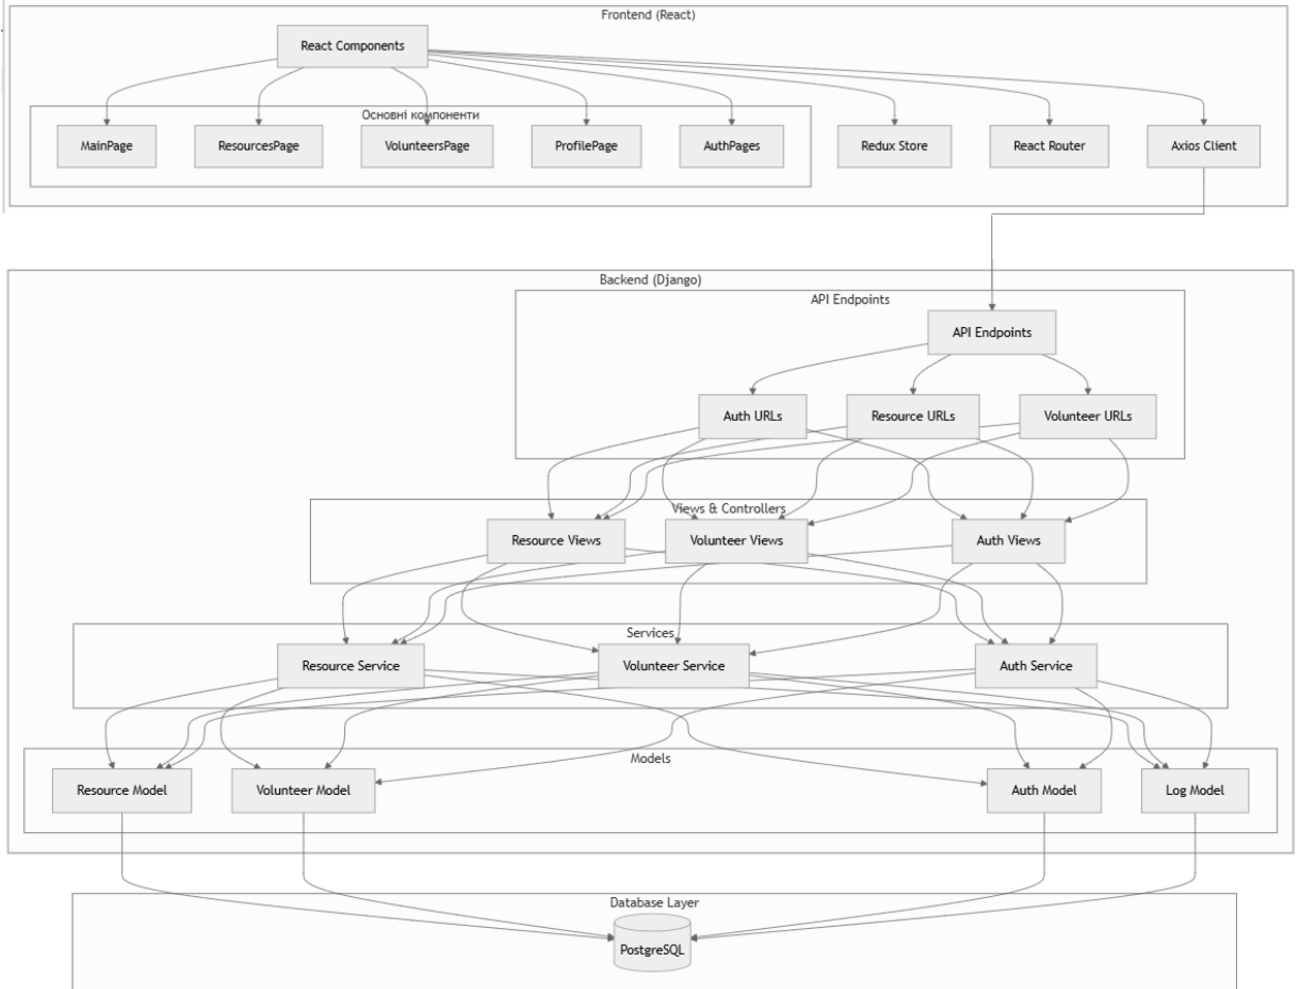 Frontend (React)
React Components
Основні компоненти
MainPage
ResourcesPage
VolunteersPage
ProfilePage
AuthPages
Redux Store
React Router
Axios Client
Backend (Django)
API Endpoints
API Endpoints
Auth URLs
Resource URLs
Volunteer URLs
Views & Controllers
Resource Views
Volunteer Views
Auth Views
Services
Resource Service
Volunteer Service
Auth Service
Models
Resource Model
Volunteer Model
Auth Model
Log Model
Database Layer
PostgreSQL